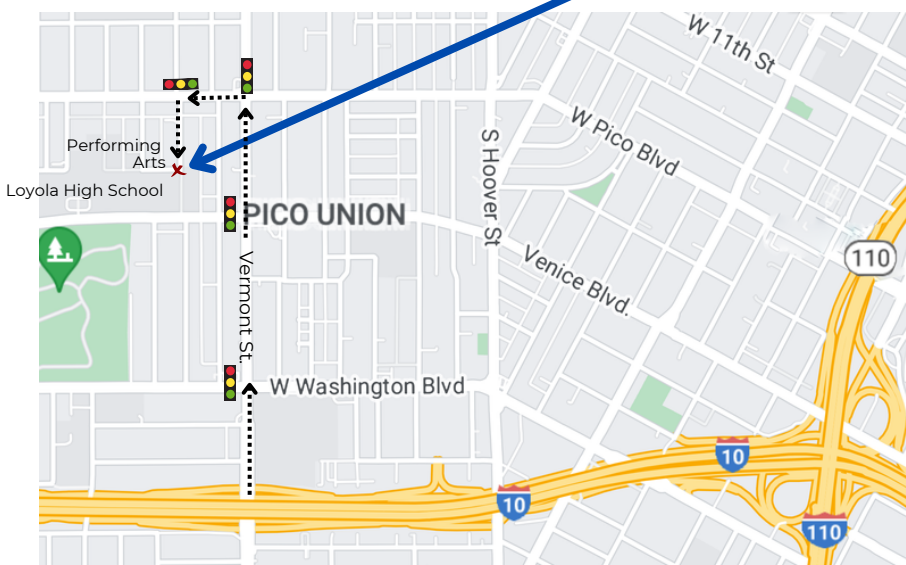 W 11th St
W Pico Blvd
Performing
Arts
Loyola High School
S Hoover St
PICO UNION
110
Venice Blvd.
Vermont St.
W Washington Blvd
10
10
110